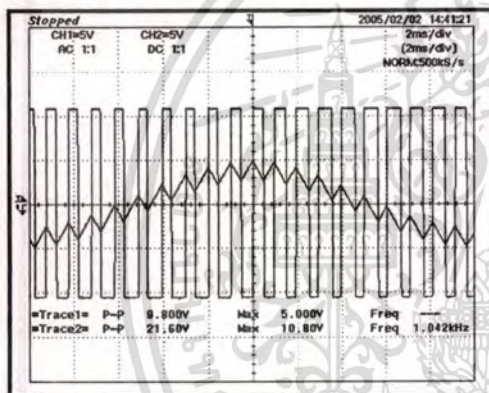 Stopped 2005/02/02 14:41:21
CH1=5V CH2=5V 2ms/div
AC 1:1 DC 1:1 (2ms/div)
NORM:500kS/s
=Trace1= P-P 9.800V Max 5.000V Freq ---
=Trace2= P-P 21.60V Max 10.80V Freq 1.042kHz